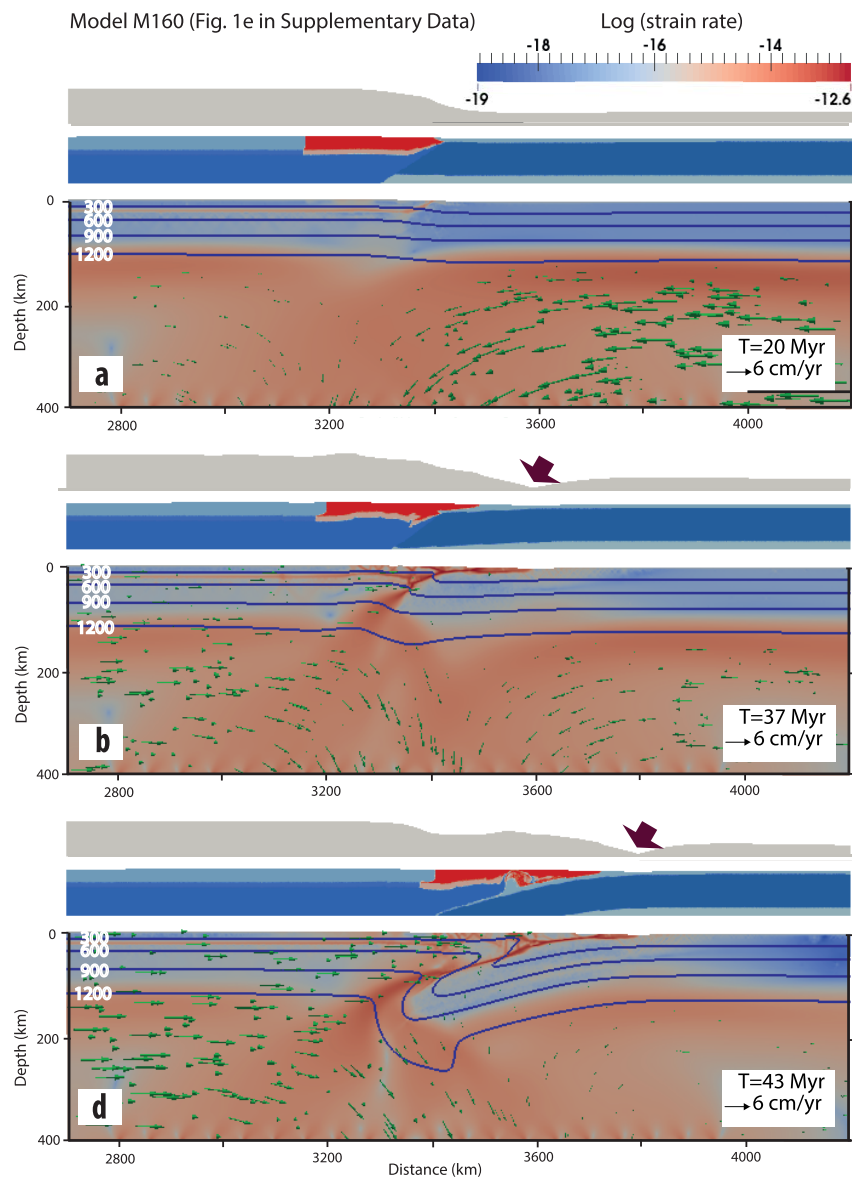 Model M160 (Fig. 1e in Supplementary Data)
Log (strain rate)
-18 -16 -14
-19 -12.6
0
300
600
900
1200
200
400
Depth (km)
a
T=20 Myr
6 cm/yr
2800 3200 3600 4000
0
300
600
900
1200
200
400
Depth (km)
b
T=37 Myr
6 cm/yr
2800 3200 3600 4000
0
300
600
900
1200
200
400
Depth (km)
d
T=43 Myr
6 cm/yr
2800 3200 3600 4000
Distance (km)